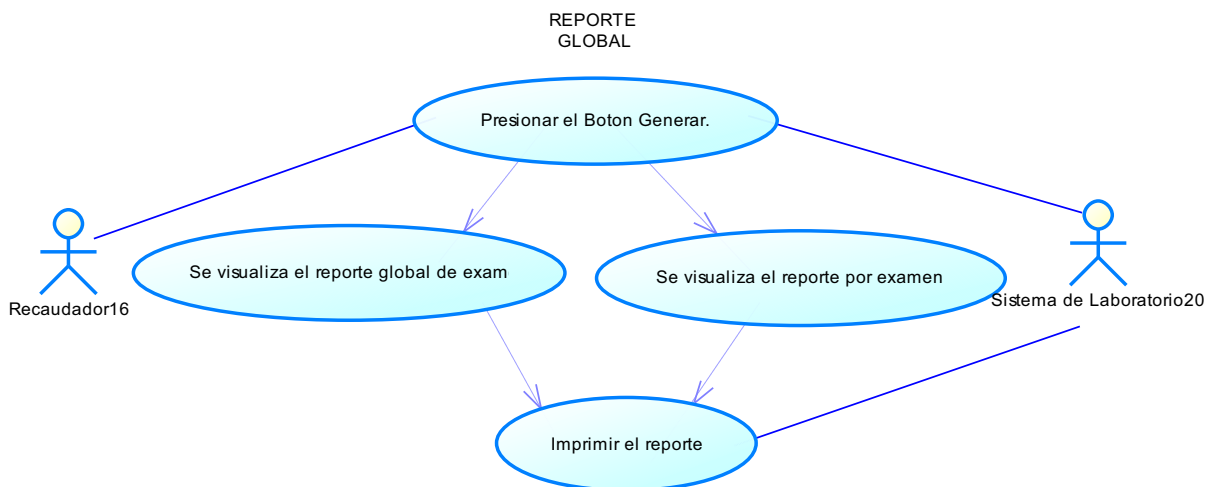 REPORTE
GLOBAL
Presionar el Boton Generar.
Se visualiza el reporte global de exam
Se visualiza el reporte por examen
Recaudador16
Sistema de Laboratorio20
Imprimir el reporte